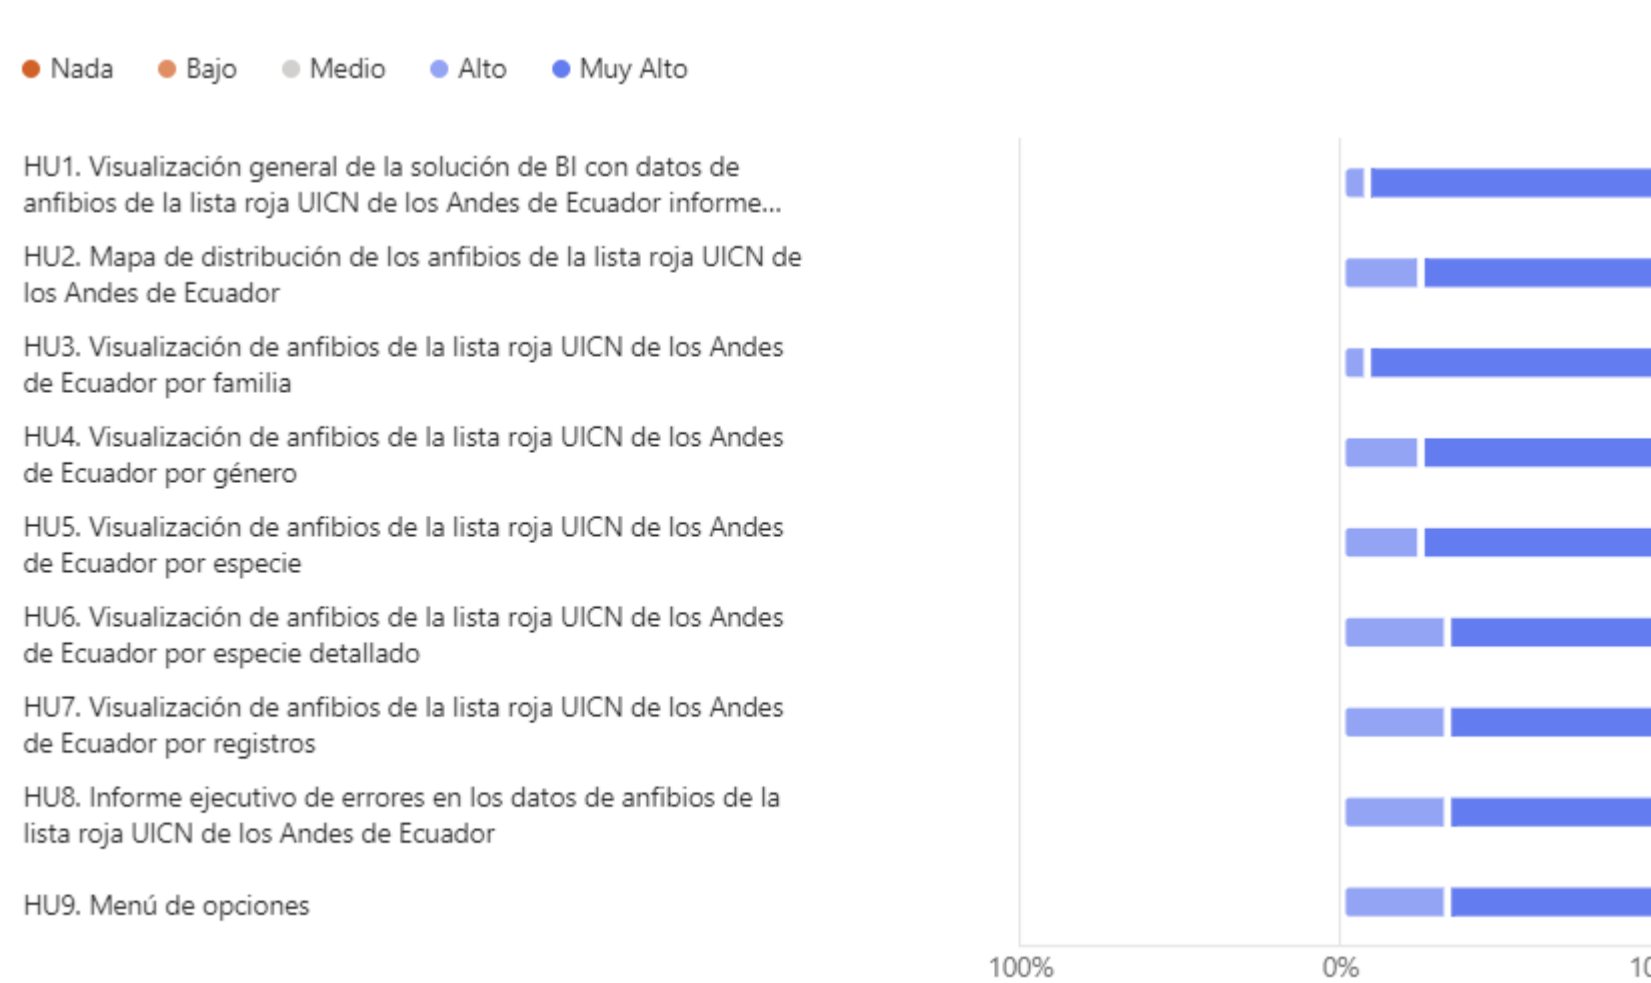 Nada Bajo Medio Alto Muy Alto
HU1. Visualización general de la solución de BI con datos de
anfibios de la lista roja UICN de los Andes de Ecuador informe...
HU2. Mapa de distribución de los anfibios de la lista roja UICN de
los Andes de Ecuador
HU3. Visualización de anfibios de la lista roja UICN de los Andes
de Ecuador por familia
HU4. Visualización de anfibios de la lista roja UICN de los Andes
de Ecuador por género
HU5. Visualización de anfibios de la lista roja UICN de los Andes
de Ecuador por especie
HU6. Visualización de anfibios de la lista roja UICN de los Andes
de Ecuador por especie detallado
HU7. Visualización de anfibios de la lista roja UICN de los Andes
de Ecuador por registros
HU8. Informe ejecutivo de errores en los datos de anfibios de la
lista roja UICN de los Andes de Ecuador
HU9. Menú de opciones
100% 0%